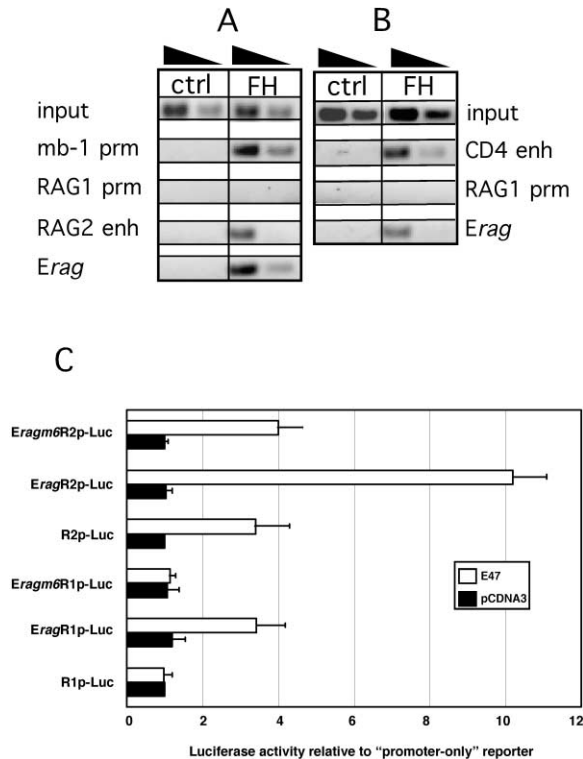 A
B
ctrl FH
ctrl FH
input
mb-1 prm
RAG1 prm
RAG2 enh
Erag
input
CD4 enh
RAG1 prm
Erag
C
Eragm6R2p-Luc
EragR2p-Luc
R2p-Luc
Eragm6R1p-Luc
EragR1p-Luc
R1p-Luc
E47
pCDNA3
0 2 4 6 8 10 12
Luciferase activity relative to “promoter-only” reporter